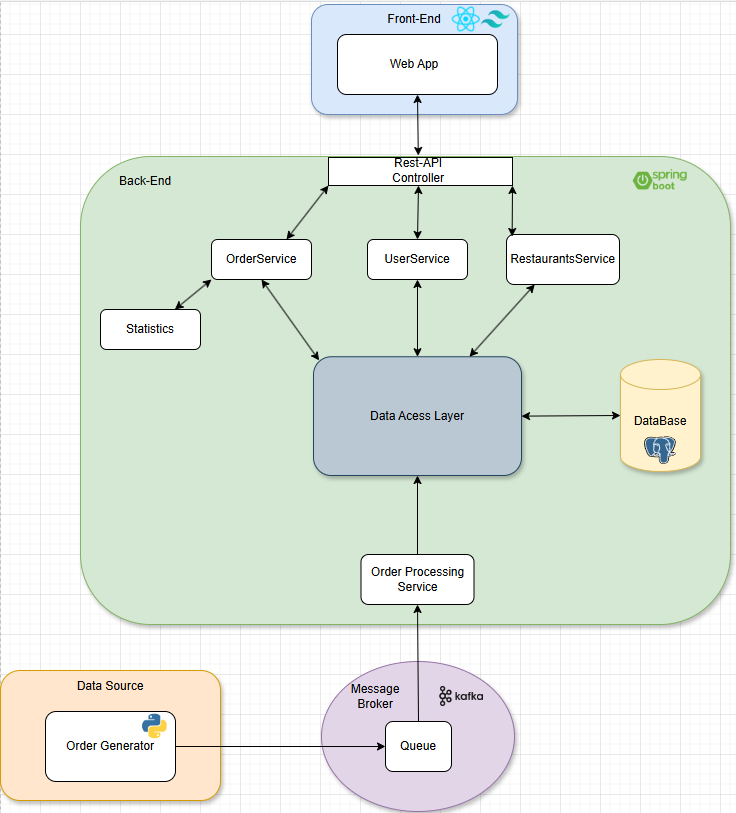 Front-End
Web App
Rest-API
Controller
Back-End
spring
boot
OrderService
UserService
RestaurantsService
Statistics
Data Acess Layer
DataBase
Order Processing
Service
Data Source
Message
Broker
kafka
Order Generator
Queue